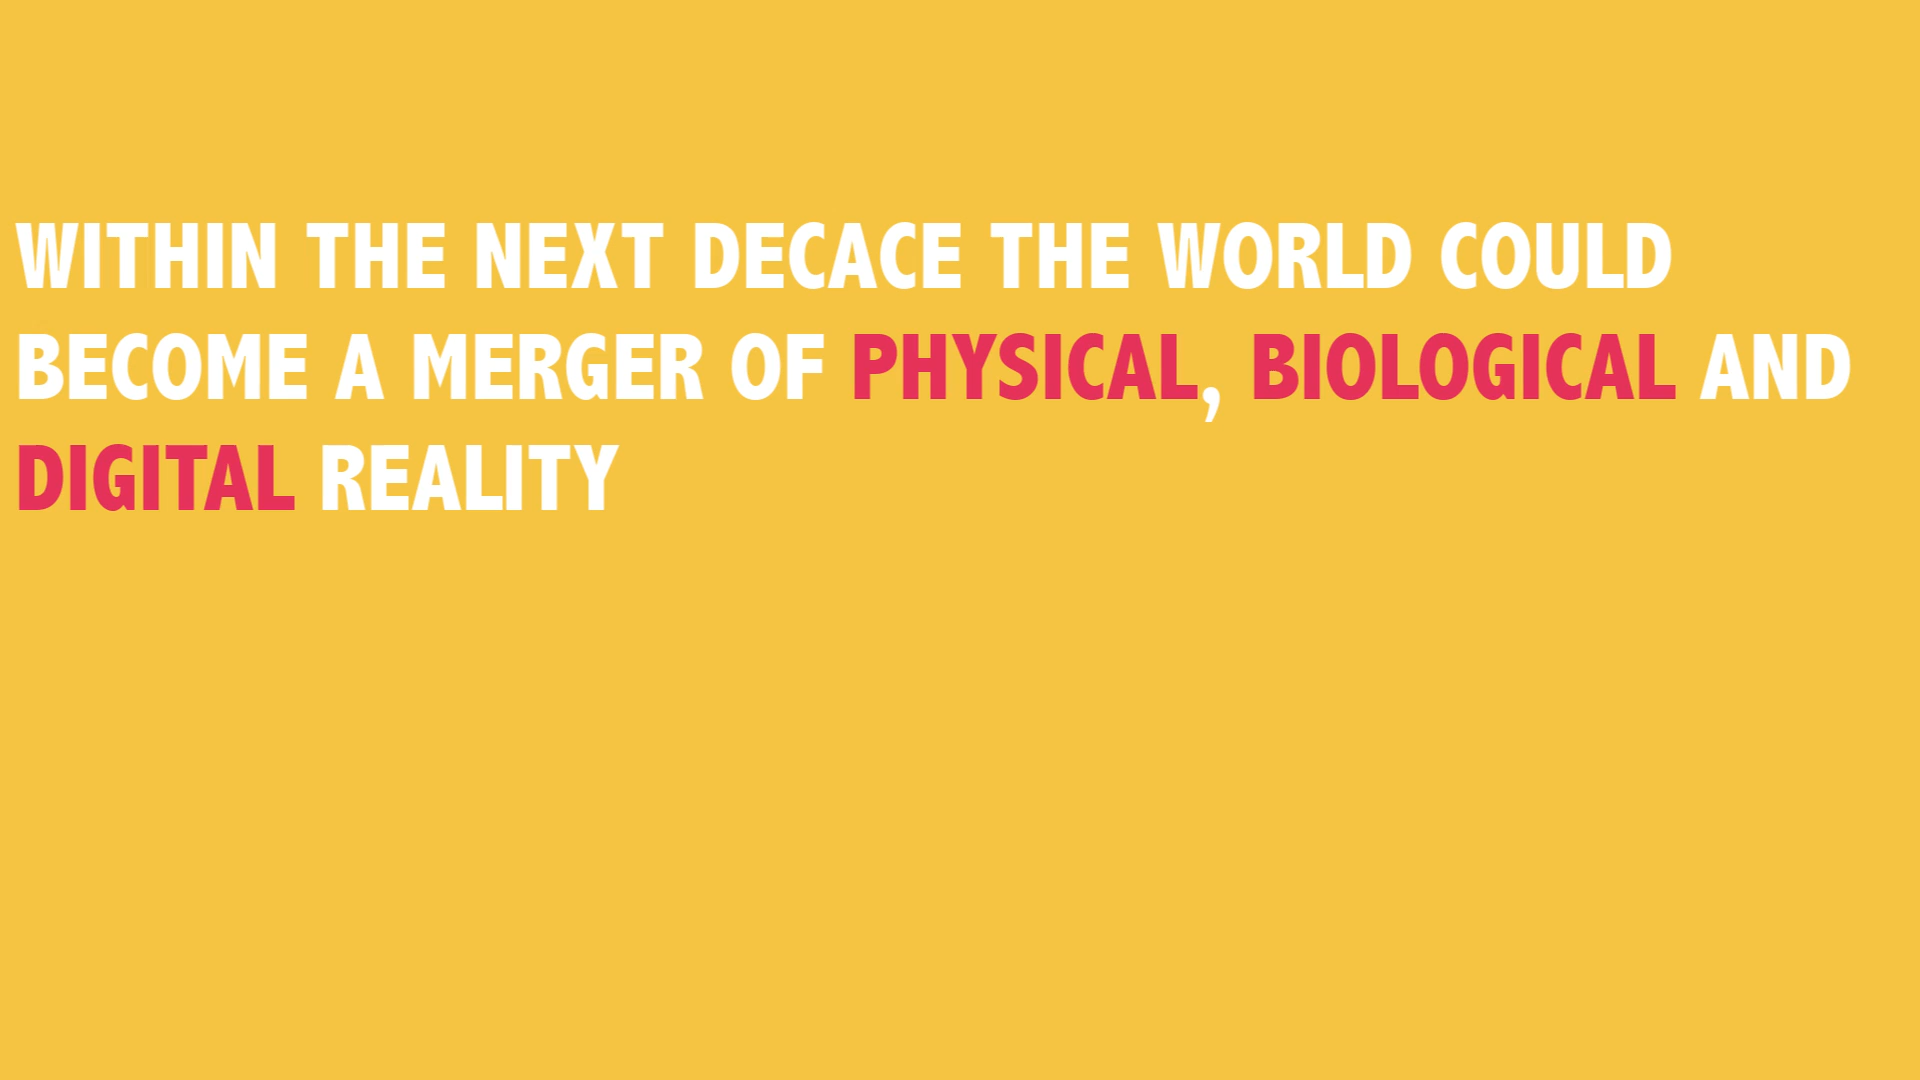 WITHIN THE NEXT DECACE THE WORLD COULD
BECOME A MERGER OF PHYSICAL, BIOLOGICAL AND
DIGITAL REALITY